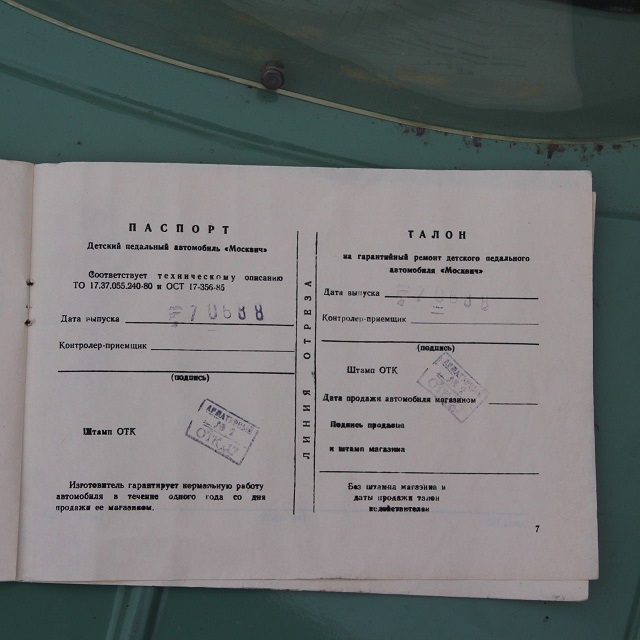 ПАСПОРТ
Детский педальный автомобиль «Москвич»
Соответствует техническому описанию
ТО 17.37.055.240-80 и ОСТ 17-356-85
Дата выпуска 70688
Контролер-приемщик
(подпись)
Штамп ОТК
ОТК
Изготовитель гарантирует нормальную работу
автомобиля в течение одного года со дня
продажи ее магазином.
ЛИНИЯ ОТРЕЗА
ТАЛОН
на гарантийный ремонт детского педального
автомобиля «Москвич»
Дата выпуска
Контролер-приемщик
(подпись)
Штамп ОТК
Дата продажи автомобиля магазином
Подпись продавца
и штамп магазина
Без штампа магазина и
даты продажи талон
недействителен
7